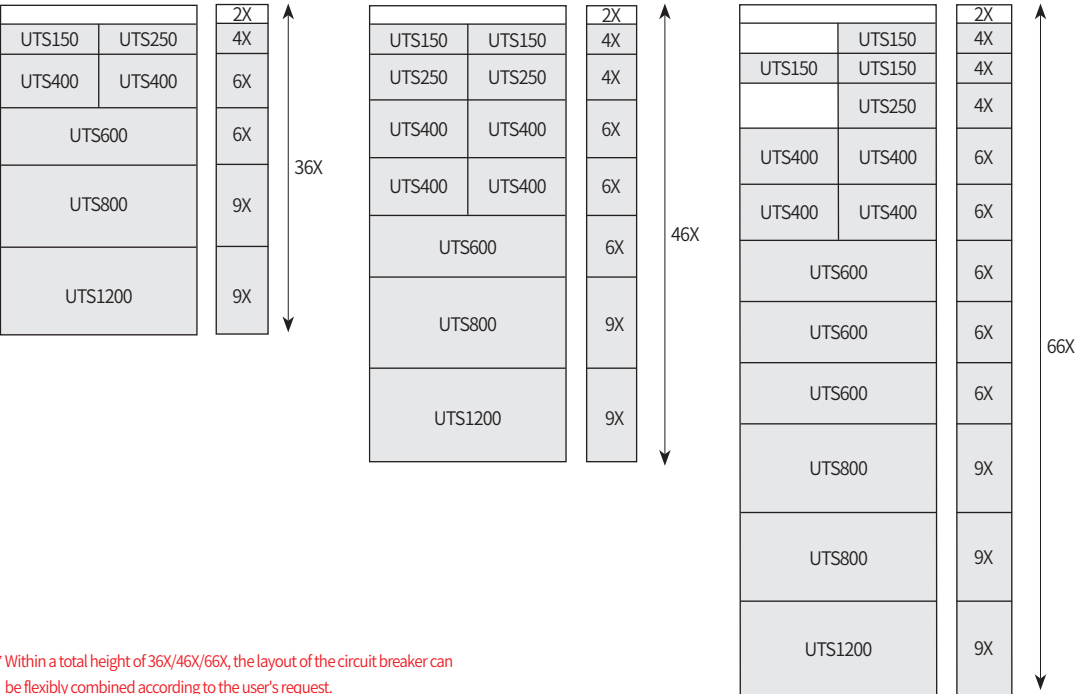 2X
UTS150 UTS250 4X
UTS400 UTS400 6X
UTS600 6X
UTS800 9X
UTS1200 9X
36X
2X
UTS150 UTS150 4X
UTS250 UTS250 4X
UTS400 UTS400 6X
UTS400 UTS400 6X
UTS600 6X
UTS800 9X
UTS1200 9X
46X
2X
UTS150 4X
UTS150 UTS150 4X
UTS250 4X
UTS400 UTS400 6X
UTS400 UTS400 6X
UTS600 6X
UTS600 6X
UTS600 6X
UTS800 9X
UTS800 9X
UTS1200 9X
66X
* Within a total height of 36X/46X/66X, the layout of the circuit breaker can
be flexibly combined according to the user's request.